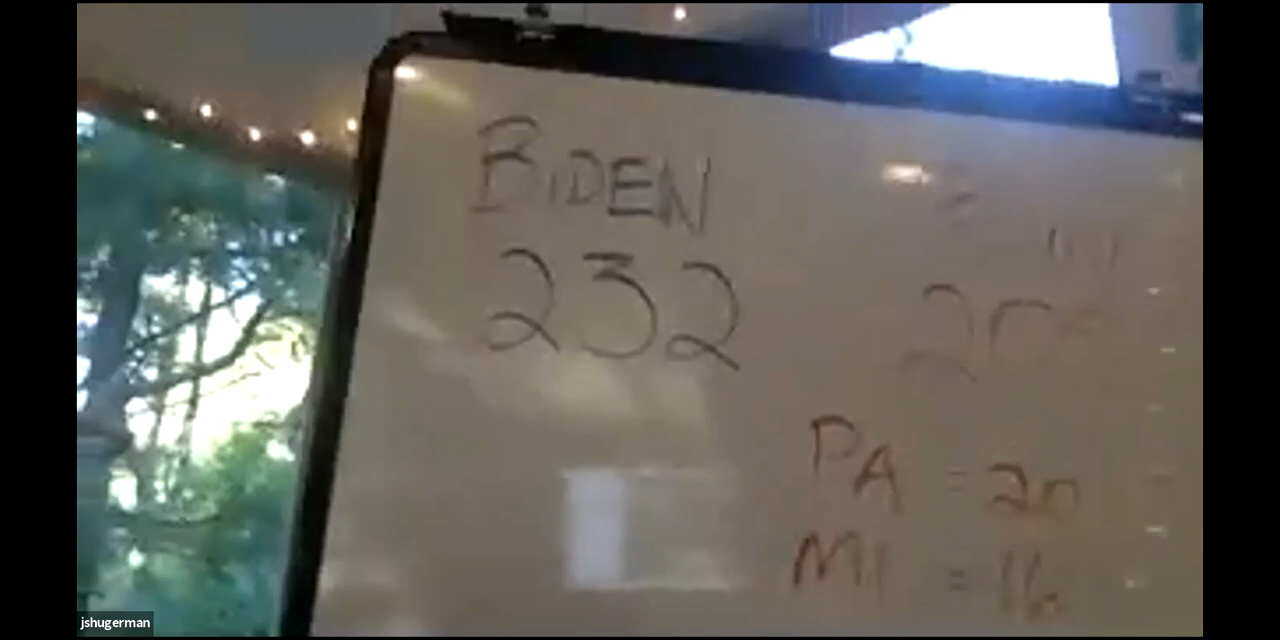 BIDEN
232
PA = 20
MI = 16
jshugerman